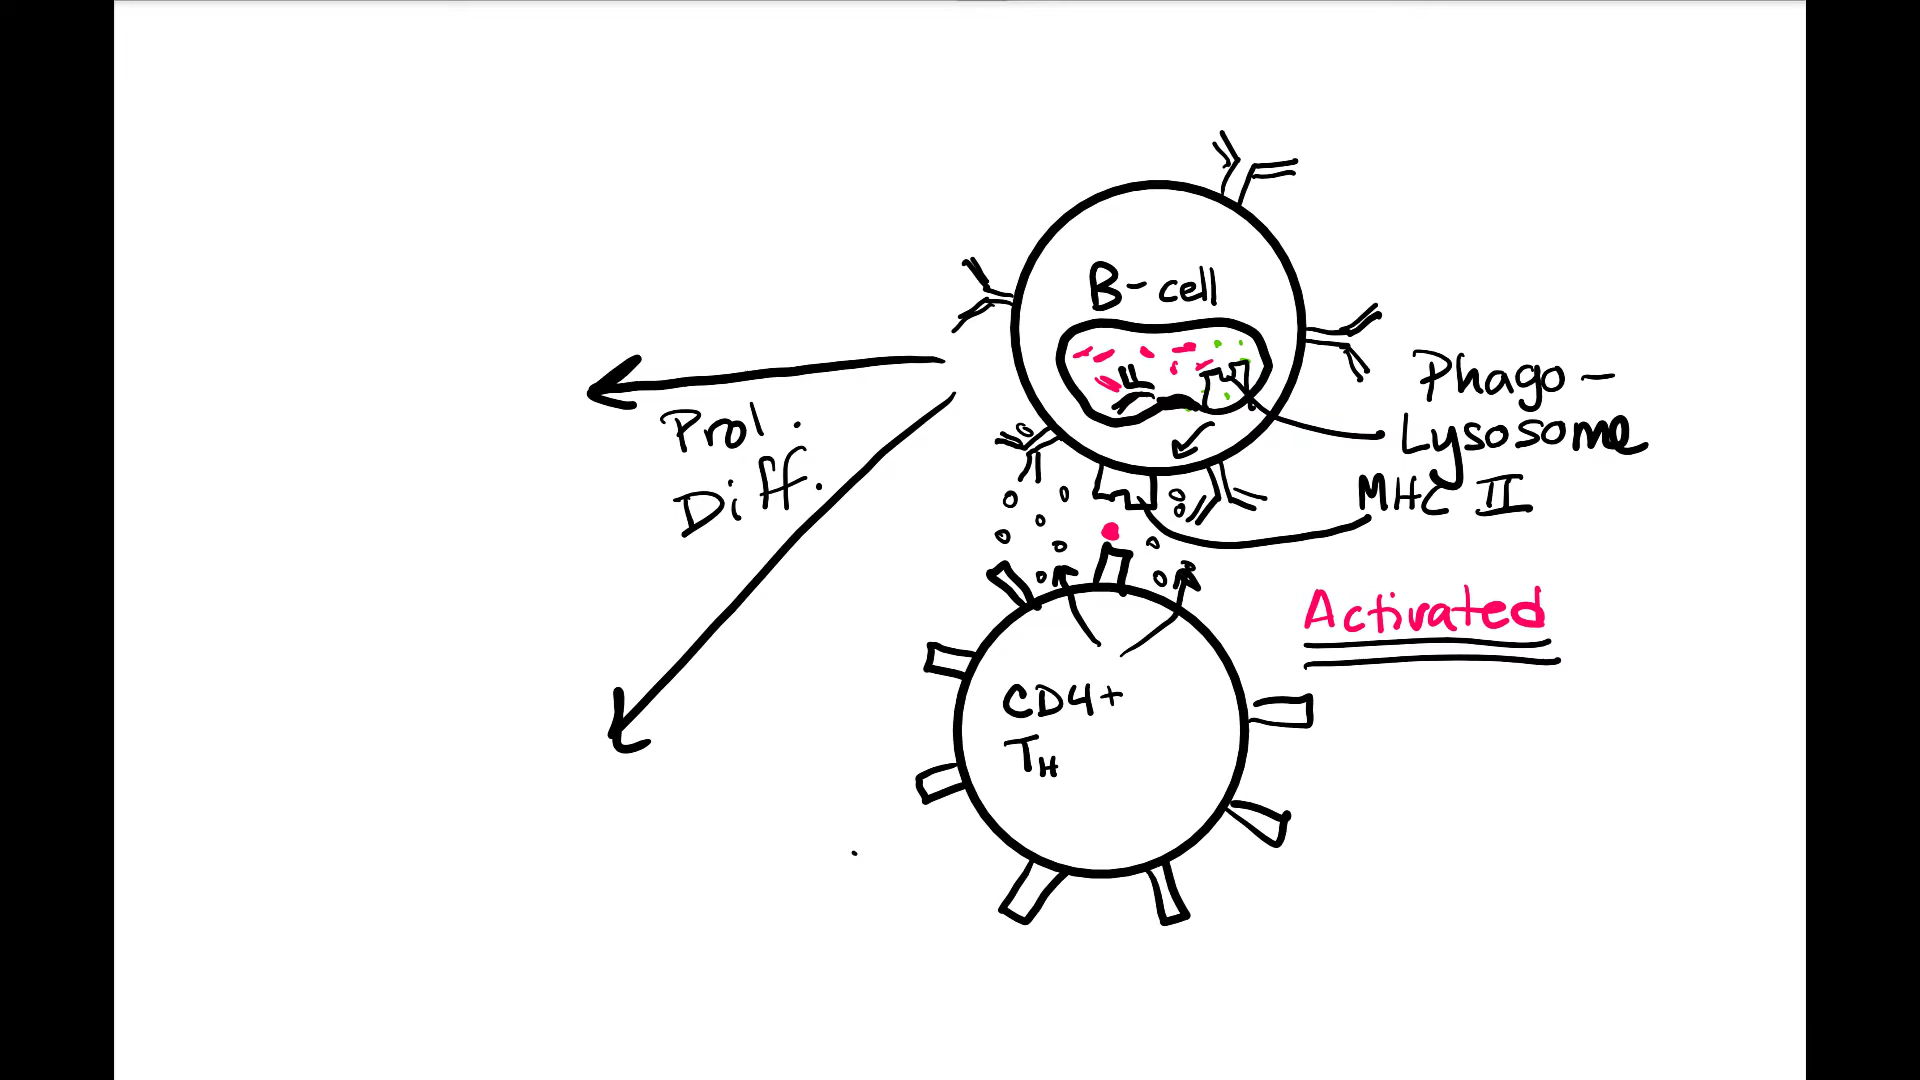 B-cell
Phago-
Lysosome
MHC II
Prol.
Diff.
Activated
CD4+
TH